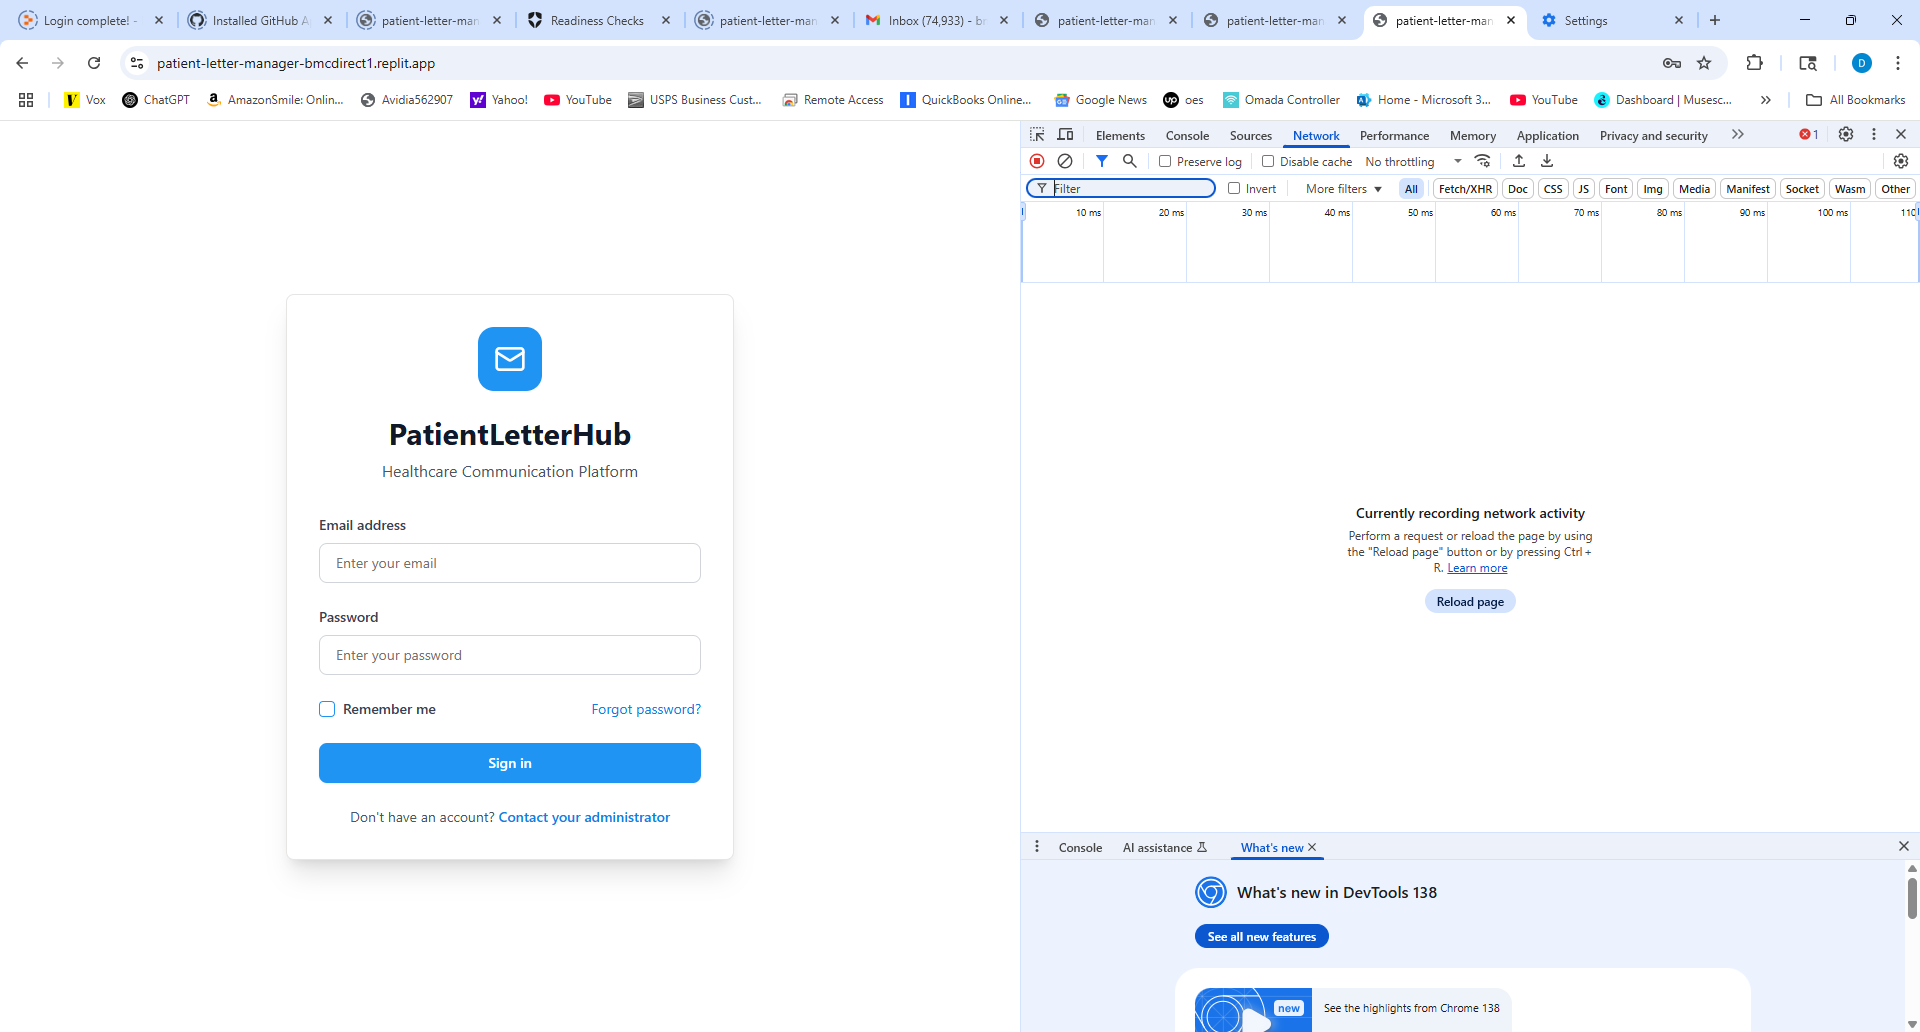 Login complete! -
Installed GitHub A
patient-letter-mar
Readiness Checks
patient-letter-mar
Inbox (74,933) - br
patient-letter-mar
patient-letter-mar
patient-letter-mar
Settings
patient-letter-manager-bmcdirect1.replit.app
D
Vox
ChatGPT
AmazonSmile: Onlin...
Avidia562907
Yahoo!
YouTube
USPS Business Cust...
Remote Access
QuickBooks Online...
Google News
up
oes
Omada Controller
Home - Microsoft 3...
YouTube
Dashboard | Musesc...
All Bookmarks
PatientLetterHub
Healthcare Communication Platform
Email address
Enter your email
Password
Enter your password
Remember me
Forgot password?
Sign in
Don't have an account? Contact your administrator
Elements
Console
Sources
Network
Performance
Memory
Application
Privacy and security
1
Preserve log
Disable cache
No throttling
Filter
Invert
More filters
All
Fetch/XHR
Doc
CSS
JS
Font
Img
Media
Manifest
Socket
Wasm
Other
10 ms
20 ms
30 ms
40 ms
50 ms
60 ms
70 ms
80 ms
90 ms
100 ms
110
Currently recording network activity
Perform a request or reload the page by using
the "Reload page" button or by pressing Ctrl +
R. Learn more
Reload page
Console
AI assistance
What's new
What's new in DevTools 138
See all new features
new
See the highlights from Chrome 138